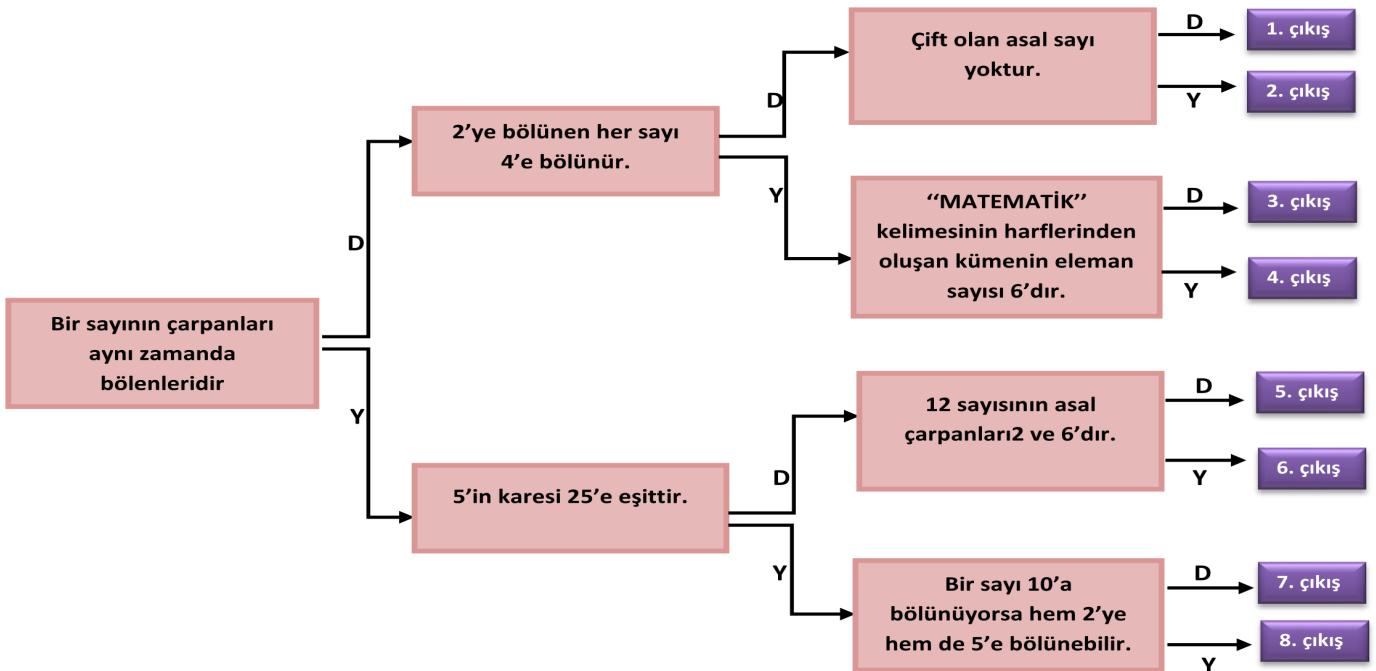 Çift olan asal sayı
yoktur.
D
1. çıkış
Y
2. çıkış
D
2’ye bölünen her sayı
4’e bölünür.
Y
“MATEMATİK”
kelimesinin harflerinden
oluşan kümenin eleman
sayısı 6’dır.
D
3. çıkış
Y
4. çıkış
D
Bir sayının çarpanları
aynı zamanda
bölenleridir
Y
12 sayısının asal
çarpanları2 ve 6’dır.
D
5. çıkış
Y
6. çıkış
D
5’in karesi 25’e eşittir.
Y
Bir sayı 10’a
bölünüyorsa hem 2’ye
hem de 5’e bölünebilir.
D
7. çıkış
Y
8. çıkış